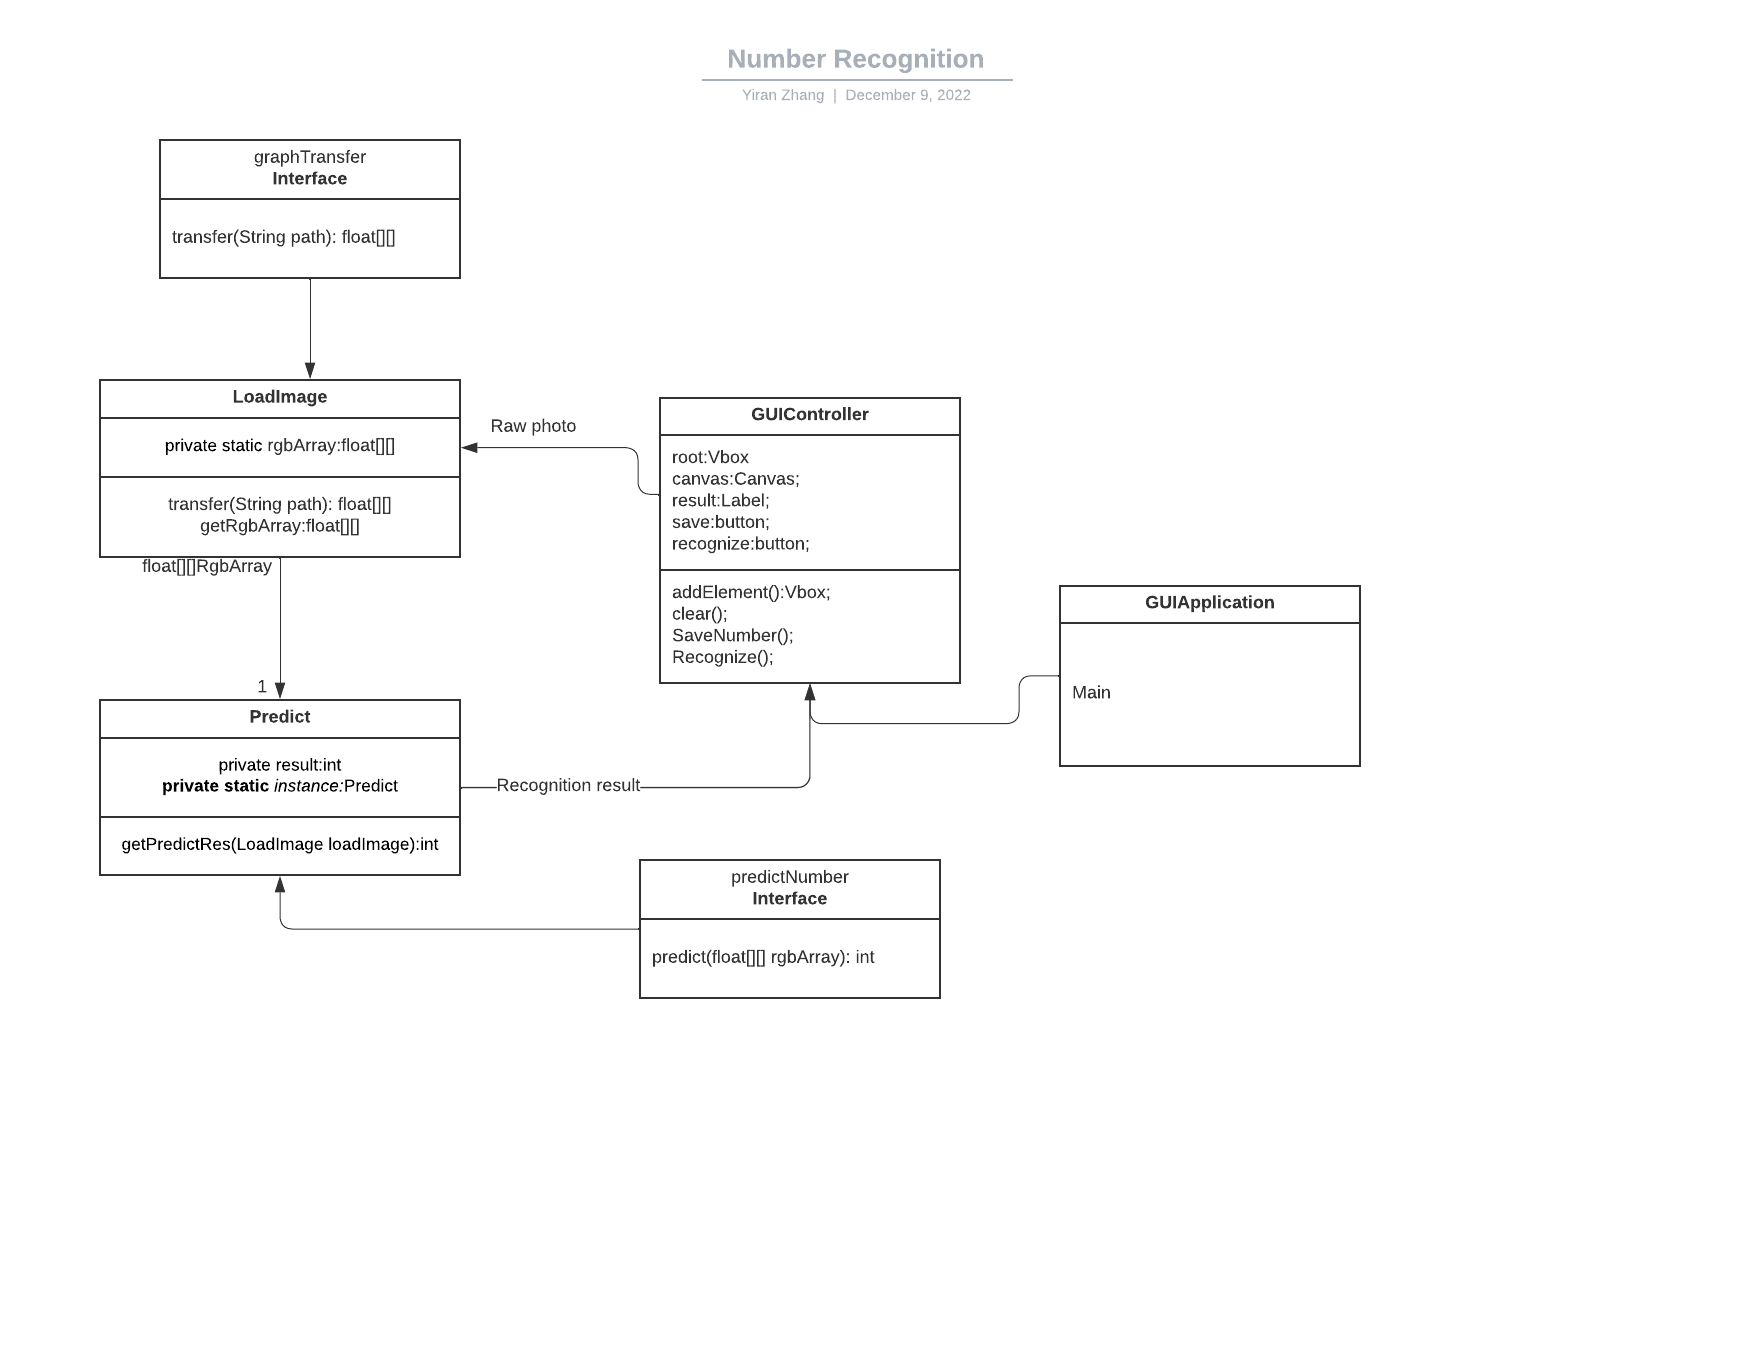 Number Recognition
Yiran Zhang | December 9, 2022
graphTransfer
Interface
transfer(String path): float[][]
LoadImage
private static rgbArray:float[][]
transfer(String path): float[][]
getRgbArray:float[][]
Raw photo
GUIController
root:Vbox
canvas:Canvas;
result:Label;
save:button;
recognize:button;
addElement():Vbox;
clear();
SaveNumber();
Recognize();
float[][]RgbArray
1
GUIApplication
Main
Predict
private result:int
private static instance:Predict
getPredictRes(LoadImage loadImage):int
Recognition result
predictNumber
Interface
predict(float[][] rgbArray): int